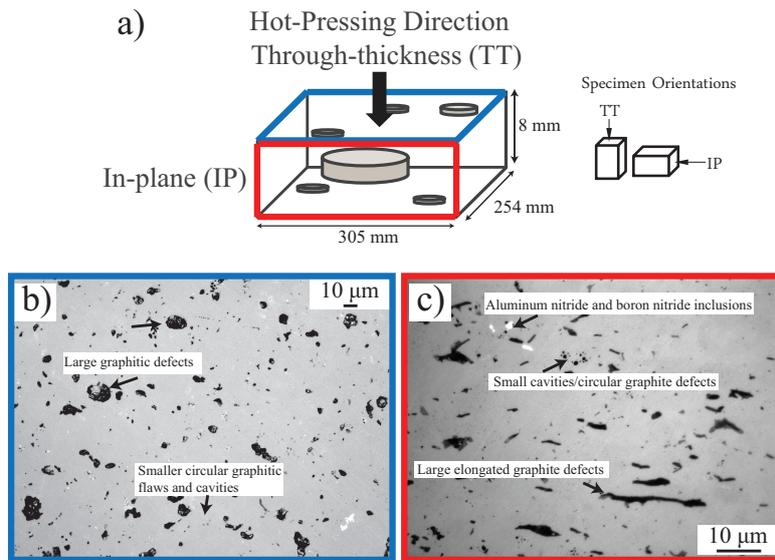 a)
Hot-Pressing Direction
Through-thickness (TT)
Specimen Orientations
TT
8 mm
In-plane (IP)
IP
254 mm
305 mm
b)
10 μm
Large graphitic defects
Smaller circular graphitic
flaws and cavities
c)
Aluminum nitride and boron nitride inclusions
Small cavities/circular graphite defects
Large elongated graphite defects
10 μm